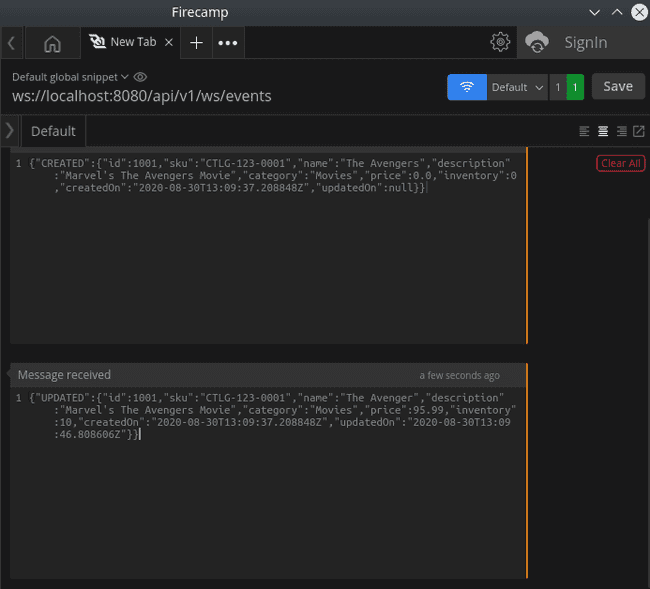 Firecamp
New Tab
SignIn
Default global snippet
ws://localhost:8080/api/v1/ws/events
Default
1 1
Save
Default
Clear All
1 {"CREATED":{"id":1001,"sku":"CTLG-123-0001","name":"The Avengers","description"
:"Marvel's The Avengers Movie","category":"Movies","price":0.0,"inventory":0
,"createdOn":"2020-08-30T13:09:37.208848Z","updatedOn":null}}
Message received
a few seconds ago
1 {"UPDATED":{"id":1001,"sku":"CTLG-123-0001","name":"The Avenger","description"
:"Marvel's The Avengers Movie","category":"Movies","price":95.99,"inventory"
:10,"createdOn":"2020-08-30T13:09:37.208848Z","updatedOn":"2020-08-30T13:09
:46.808606Z"}}